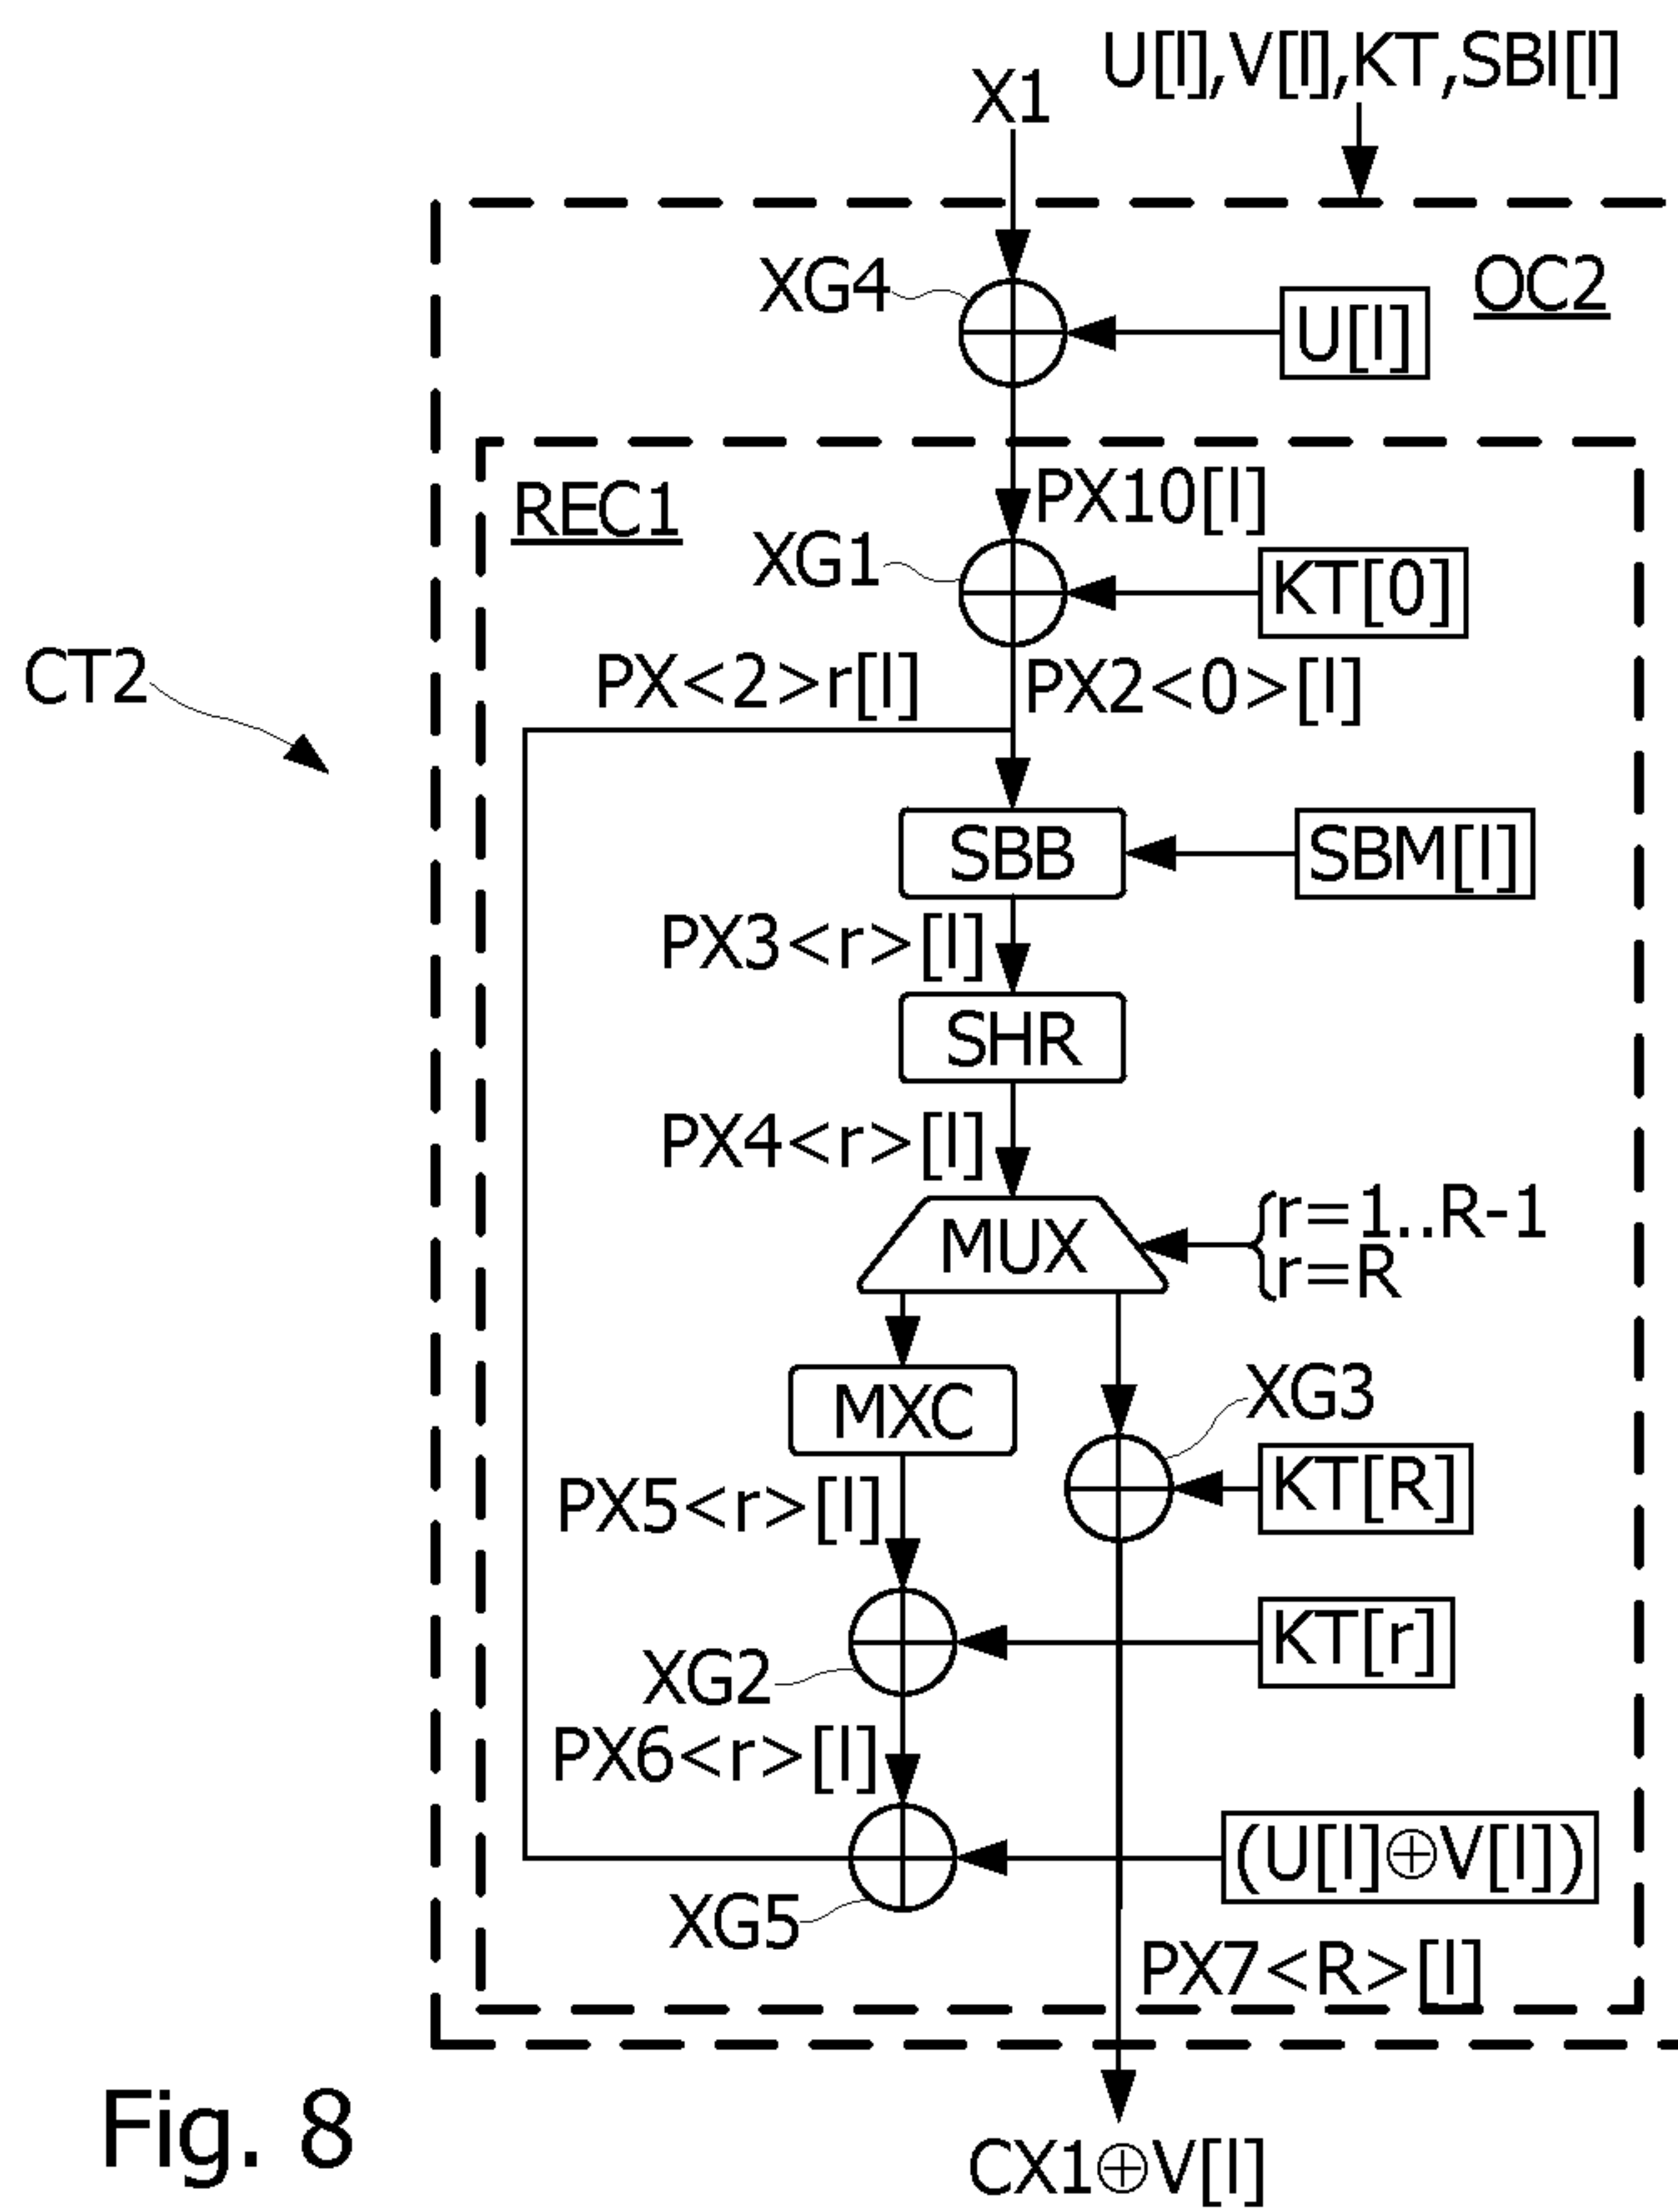 U[l],V[l],KT,SBI[l]
X1
XG4
OC2
U[l]
PX10[l]
REC1
XG1
KT[0]
CT2
PX<2>r[l]
PX2<0>[l]
SBB
SBM[l]
PX3<r>[l]
SHR
PX4<r>[l]
MUX
r=1..R-1
r=R
XG3
MXC
KT[R]
PX5<r>[l]
KT[r]
XG2
PX6<r>[l]
(U[l]⊕V[l])
XG5
PX7<R>[l]
Fig. 8
CX1⊕V[l]